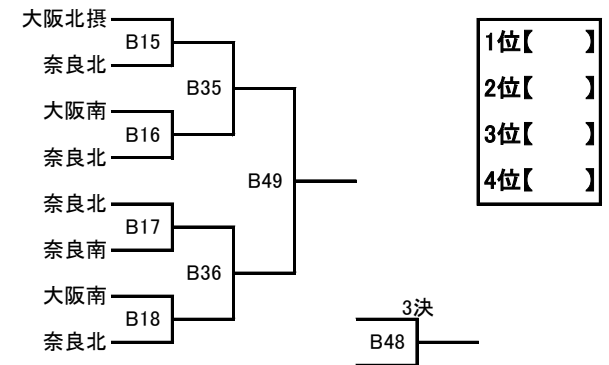 大阪北摂
B15
奈良北
B35
大阪南
B16
奈良北
B49
奈良北
B17
奈良南
B36
大阪南
B18
奈良北
3決
B48
1位【 】
2位【 】
3位【 】
4位【 】